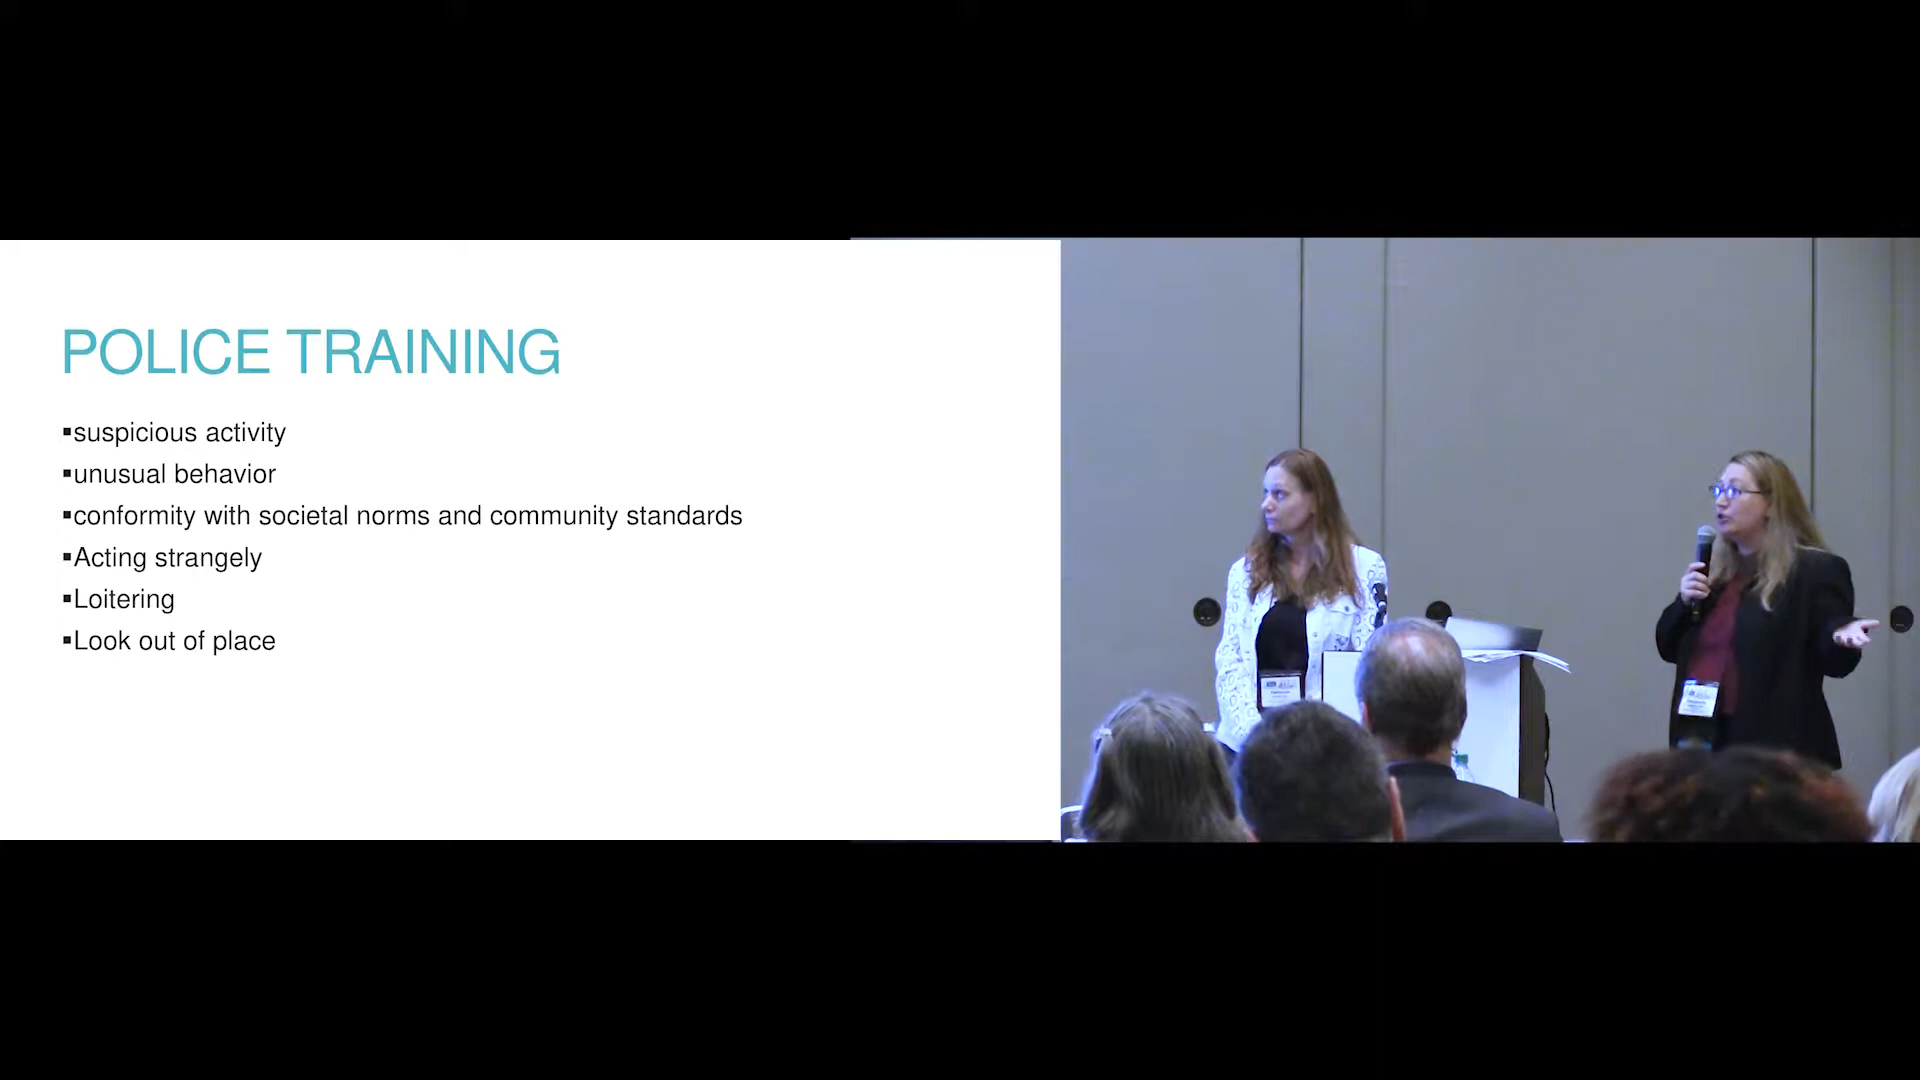 POLICE TRAINING
▪suspicious activity
▪unusual behavior
▪conformity with societal norms and community standards
▪Acting strangely
▪Loitering
▪Look out of place